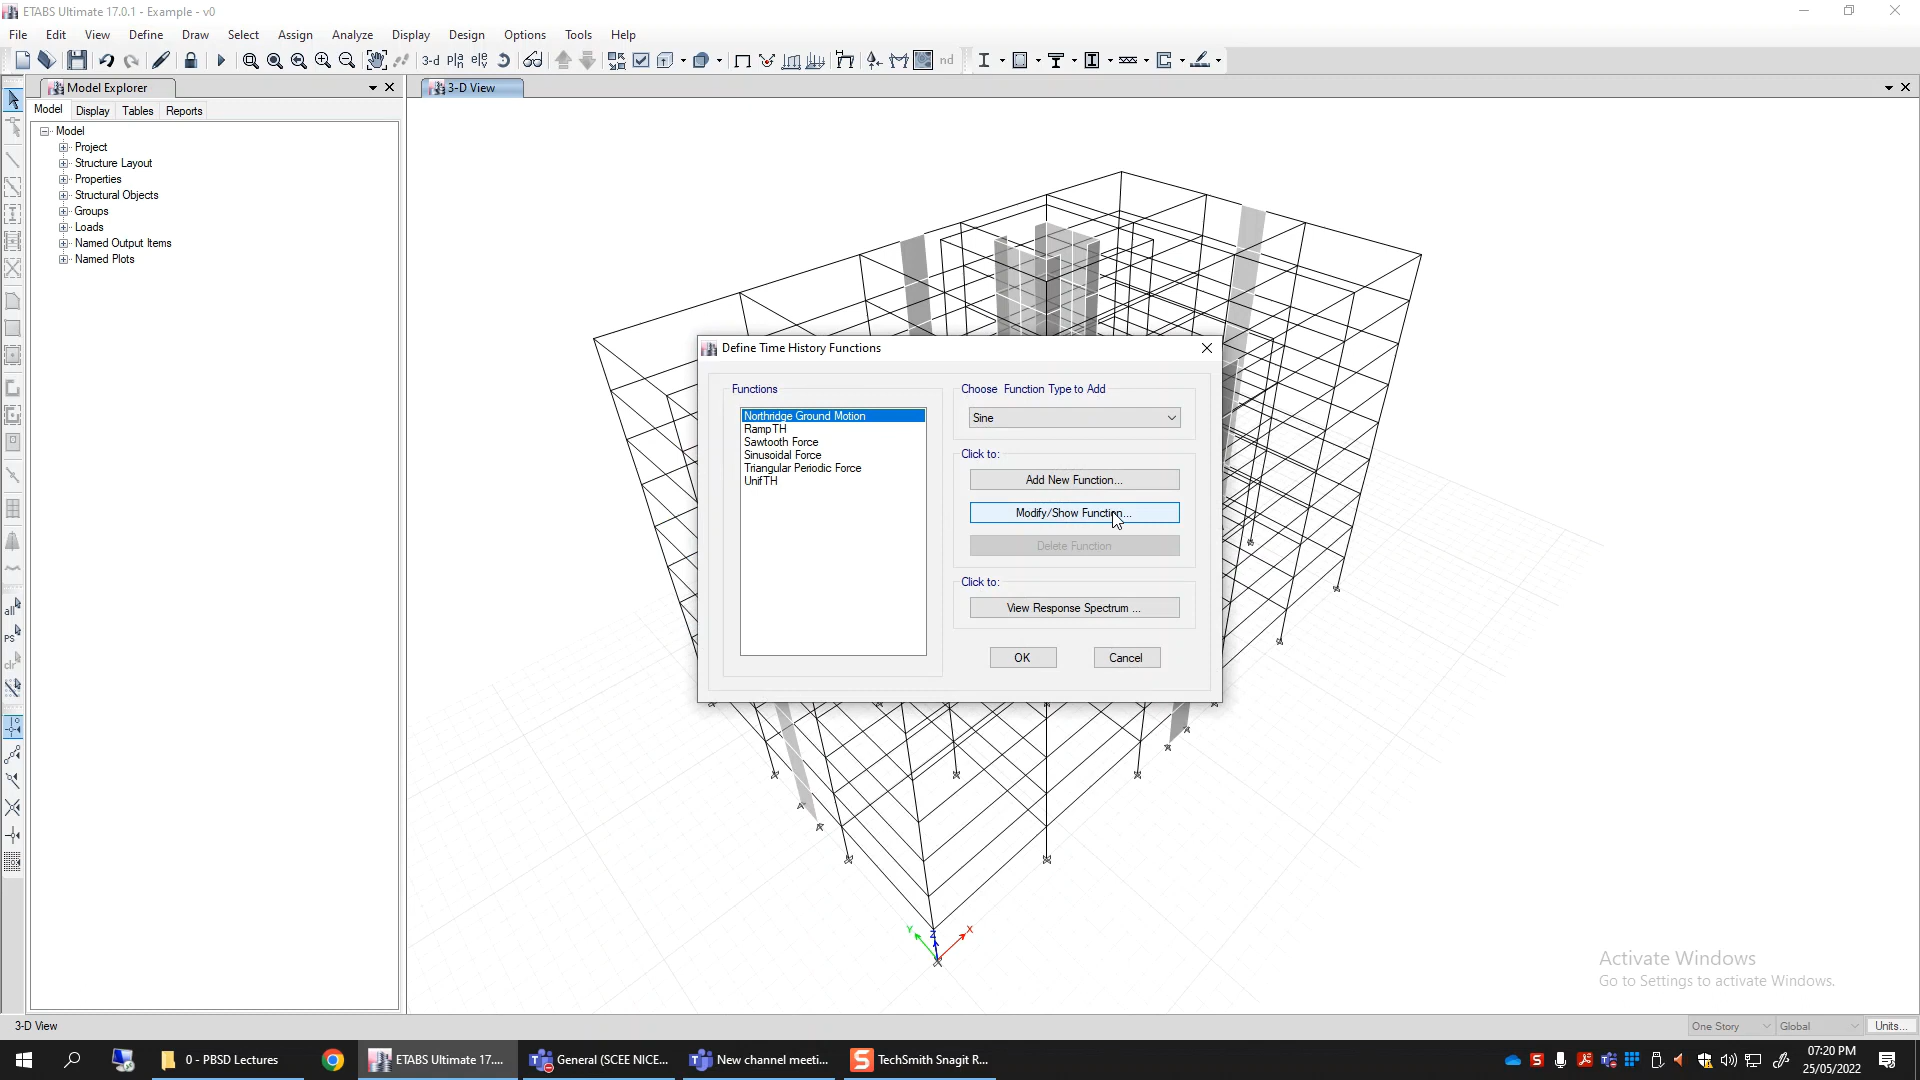 ETABS Ultimate 17.0.1 - Example - v0
File Edit View Define Draw Select Assign Analyze Display Design Options Tools Help
3-d nd
Model Explorer
3-D View
Model Display Tables Reports
Model
Project
Structure Layout
Properties
Structural Objects
Groups
Loads
Named Output Items
Named Plots
all
PS
clr
Define Time History Functions
Functions
Northridge Ground Motion
RampTH
Sawtooth Force
Sinusoidal Force
Triangular Periodic Force
UnifTH
Choose Function Type to Add
Sine
Click to:
Add New Function...
Modify/Show Function...
Delete Function
Click to:
View Response Spectrum ...
OK Cancel
Y Z X
Activate Windows
Go to Settings to activate Windows.
3-D View One Story Global Units...
0 - PBSD Lectures ETABS Ultimate 17.... General (SCEE NICE... New channel meeti... TechSmith Snagit R...
07:20 PM
25/05/2022